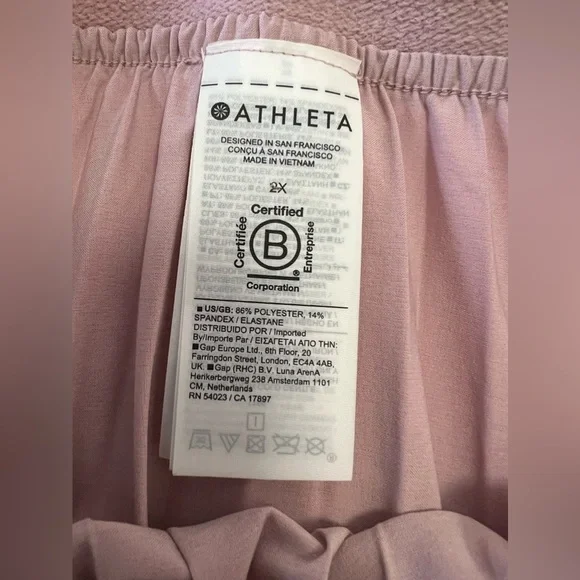 ATHLETA
DESIGNED IN SAN FRANCISCO
CONÇU À SAN FRANCISCO
MADE IN VIETNAM
2X
Certified
Certifiée
B
Entreprise
®
Corporation
■ US/GB: 86% POLYESTER, 14%
SPANDEX / ELASTANE
DISTRIBUIDO POR / Imported
By/Importe Par / ΕΙΣΑΓΕΤΑΙ ΑΠΟ ΤΗΝ:
■ Gap Europe Ltd., 6th Floor, 20
Farringdon Street, London, EC4A 4AB,
UK. ■ Gap (RHC) B.V. Luna ArenA
Herikerbergweg 238 Amsterdam 1101
CM, Netherlands
RN 54023 / CA 17897
I